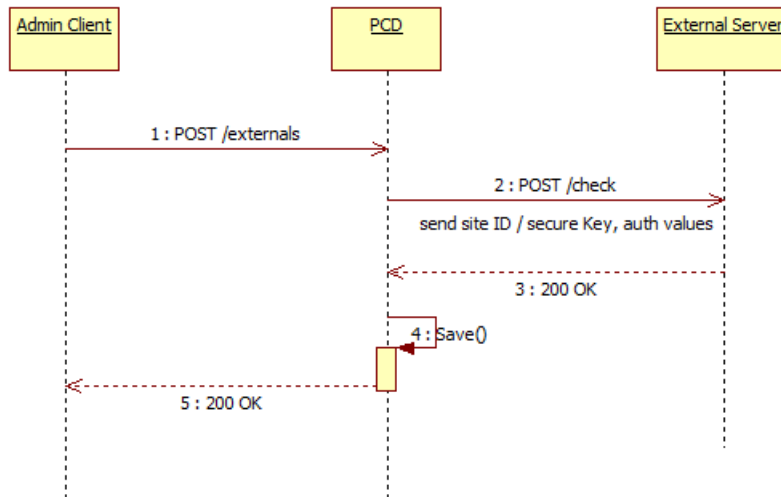 Admin Client
PCD
External Server
1 : POST /externals
2 : POST /check
send site ID / secure Key, auth values
3 : 200 OK
4 : Save()
5 : 200 OK